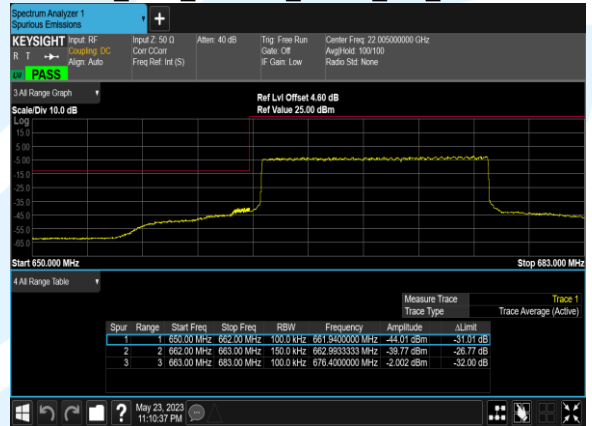 Spectrum Analyzer 1
Spurious Emissions
+
KEYSIGHT Input: RF Input Z: 50 Ω Atten: 40 dB Trig: Free Run Center Freq: 22.005000000 GHz
R T Coupling: DC Corr CCorr Gate: Off Avg|Hold: 100/100
Align: Auto Freq Ref: Int (S) IF Gain: Low Radio Std: None
PASS
3 All Range Graph
Ref Lvl Offset 4.60 dB
Scale/Div 10.0 dB Ref Value 25.00 dBm
Log
15.0
5.00
-5.00
-15.0
-25.0
-35.0
-45.0
-55.0
-65.0
Start 650.000 MHz Stop 683.000 MHz
4 All Range Table
Measure Trace Trace 1
Trace Type Trace Average (Active)
Spur Range Start Freq Stop Freq RBW Frequency Amplitude ΔLimit
1 1 650.00 MHz 662.00 MHz 100.0 kHz 661.9400000 MHz -44.01 dBm -31.01 dB
2 2 662.00 MHz 663.00 MHz 150.0 kHz 662.9933333 MHz -39.77 dBm -26.77 dB
3 3 663.00 MHz 683.00 MHz 100.0 kHz 676.4000000 MHz -2.002 dBm -32.00 dB
? May 23, 2023
11:10:37 PM